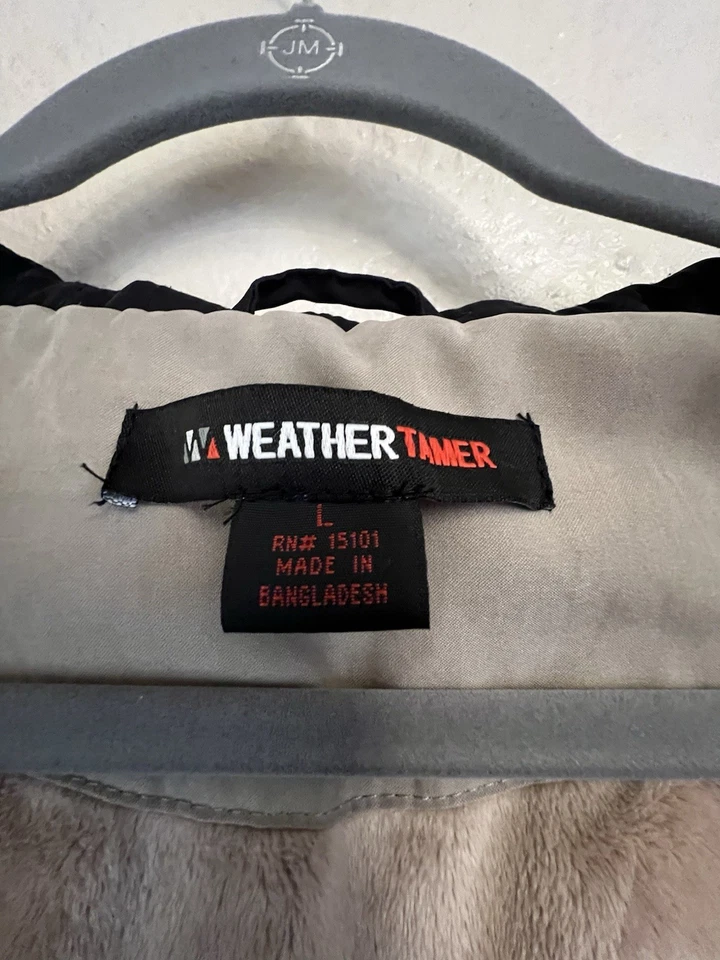 JM
WEATHERTAMER
L
RN# 15101
MADE IN
BANGLADESH